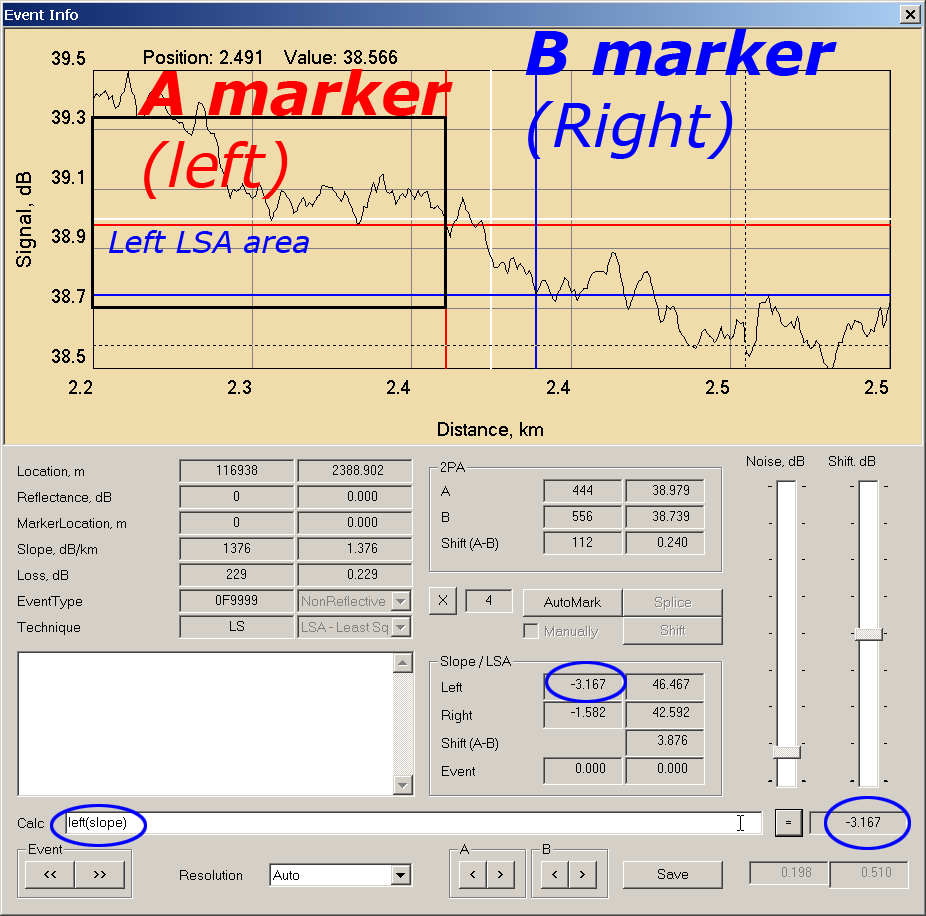 Event Info
Position: 2.491 Value: 38.566
A marker
(left)
B marker
(Right)
Left LSA area
Signal, dB
39.5
39.3
39.1
38.9
38.7
38.5
2.2 2.3 2.4 2.4 2.5 2.5
Distance, km
Location, m 116938 2388.902
Reflectance, dB 0 0.000
MarkerLocation, m 0 0.000
Slope, dB/km 1376 1.376
Loss, dB 229 0.229
EventType 0F9999 NonReflective
Technique LS LSA - Least Sq
2PA
A 444 38.979
B 556 38.739
Shift (A-B) 112 0.240
X 4 AutoMark Splice
Manually Shift
Slope / LSA
Left -3.167 46.467
Right -1.582 42.592
Shift (A-B) 3.876
Event 0.000 0.000
Noise, dB Shift. dB
Calc left(slope) = -3.167
Event
<< >>
Resolution Auto
A
< >
B
< >
Save
0.198 0.510